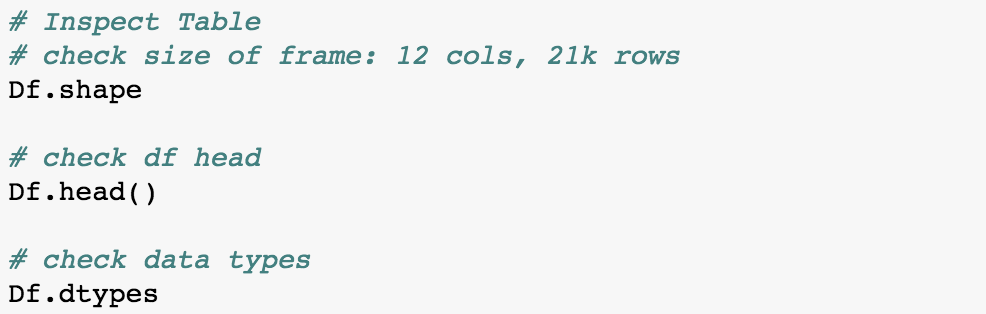 # Inspect Table
# check size of frame: 12 cols, 21k rows
Df.shape
# check df head
Df.head()
# check data types
Df.dtypes